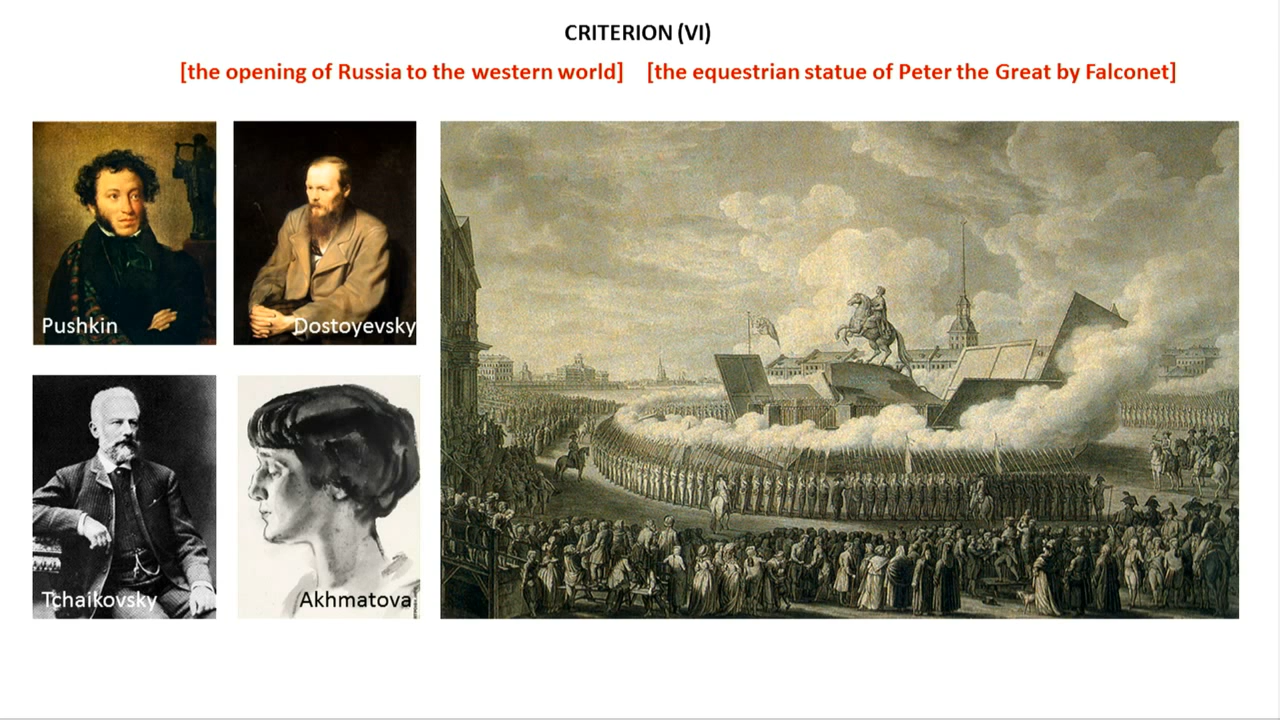 CRITERION (VI)
[the opening of Russia to the western world] [the equestrian statue of Peter the Great by Falconet]
Pushkin
Dostoyevsky
Tchaikovsky
Akhmatova